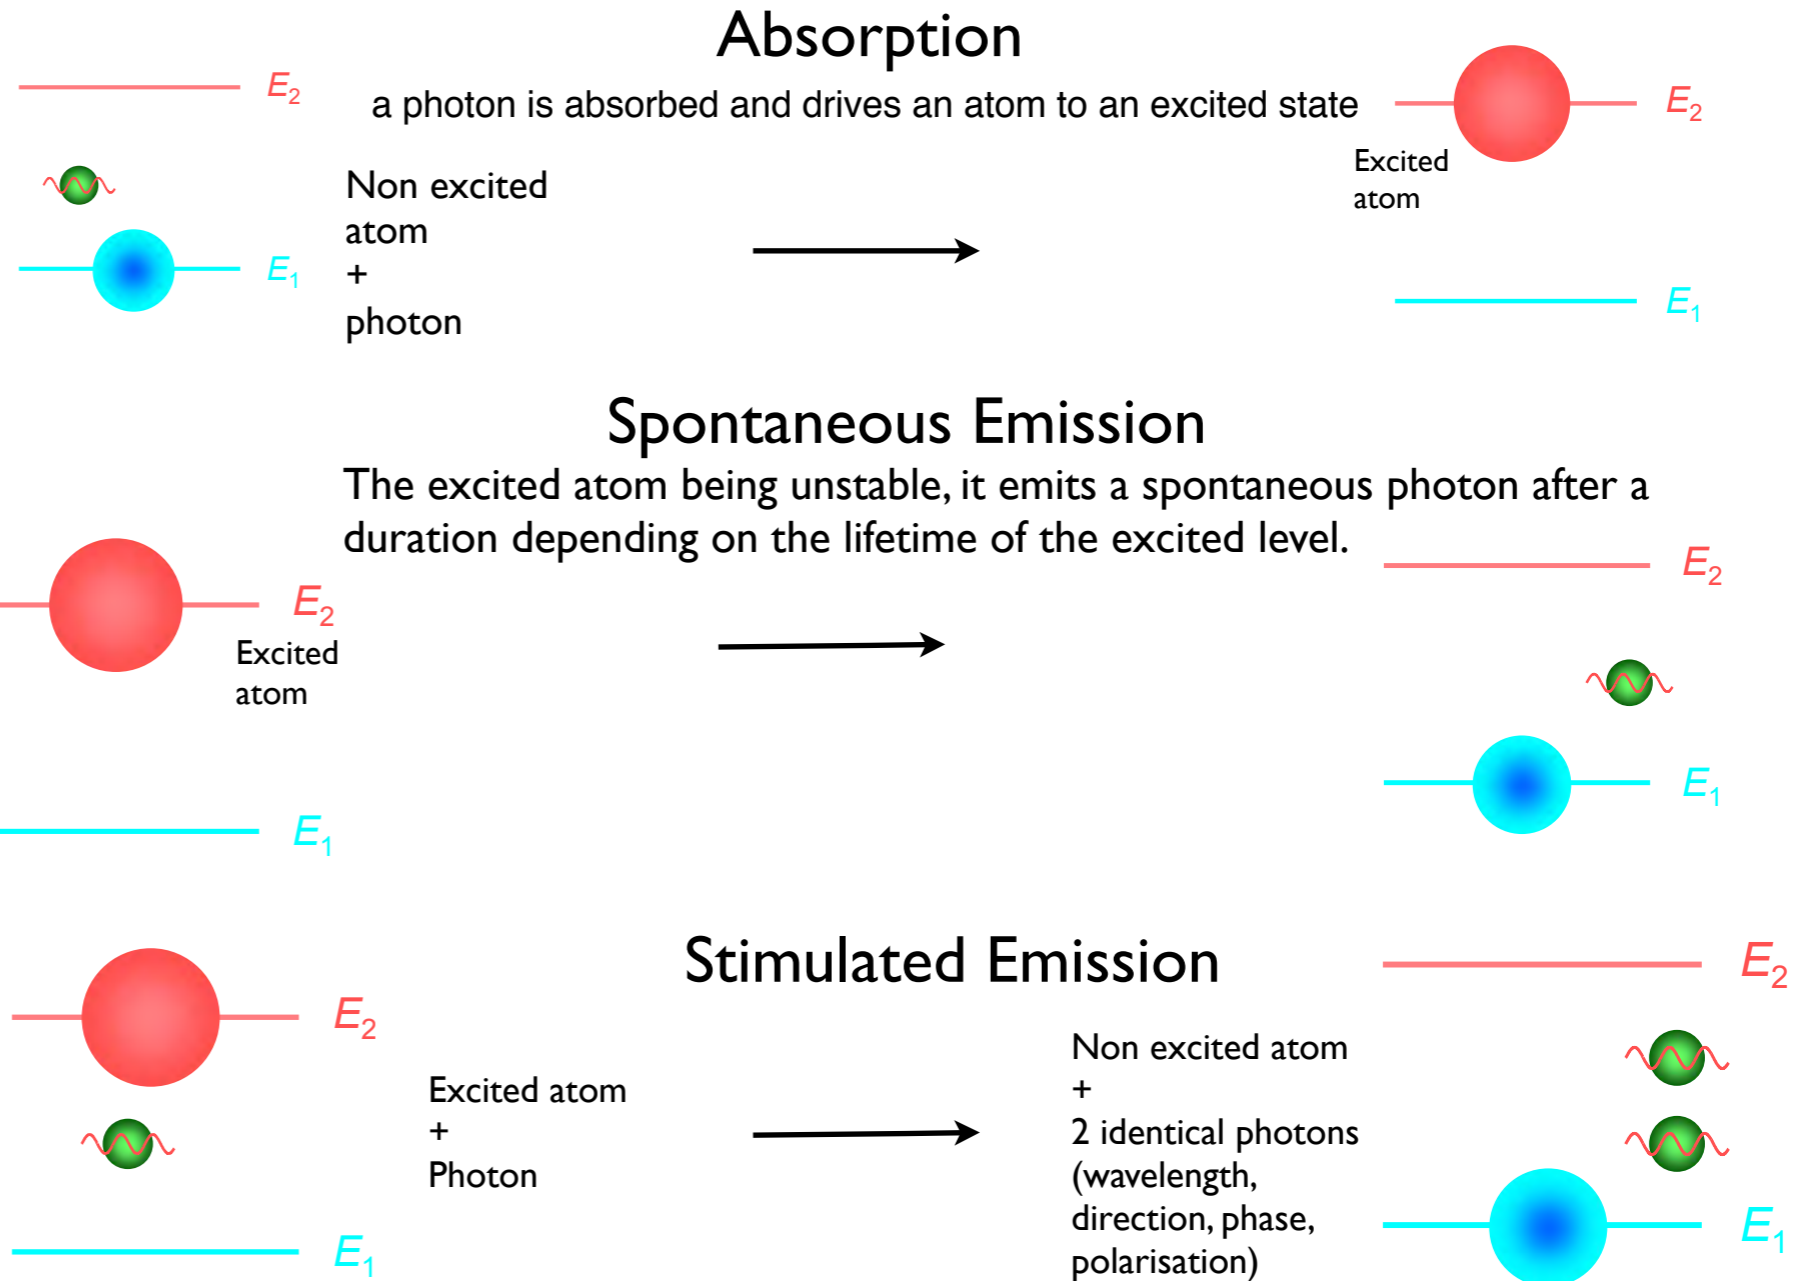 Absorption
E2
a photon is absorbed and drives an atom to an excited state
E2
Excited
atom
Non excited
atom
+
photon
E1
E1
Spontaneous Emission
The excited atom being unstable, it emits a spontaneous photon after a
duration depending on the lifetime of the excited level.
E2
E2
Excited
atom
E1
E1
Stimulated Emission
E2
E2
Excited atom
+
Photon
Non excited atom
+
2 identical photons
(wavelength,
direction, phase,
polarisation)
E1
E1